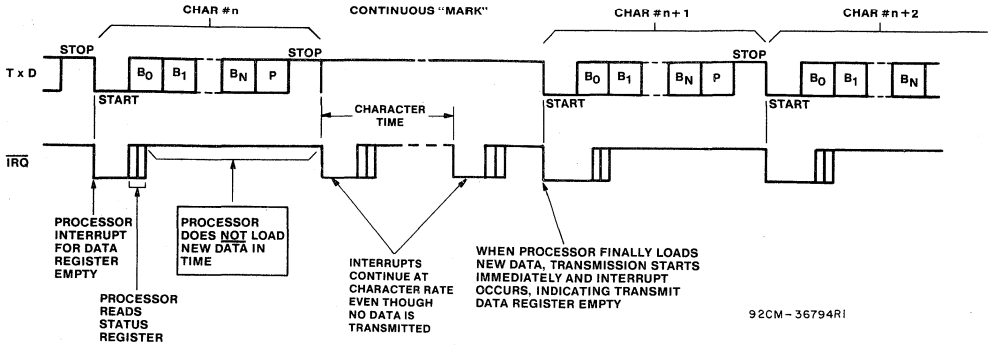 CHAR #n
CONTINUOUS "MARK"
CHAR #n+1
CHAR #n+2
STOP
STOP
STOP
T x D
B0
B1
BN
P
B0
B1
BN
P
B0
B1
BN
START
START
START
CHARACTER
TIME
IRQ
PROCESSOR
INTERRUPT
FOR DATA
REGISTER
EMPTY
PROCESSOR
READS
STATUS
REGISTER
PROCESSOR
DOES NOT LOAD
NEW DATA IN
TIME
INTERRUPTS
CONTINUE AT
CHARACTER RATE
EVEN THOUGH
NO DATA IS
TRANSMITTED
WHEN PROCESSOR FINALLY LOADS
NEW DATA, TRANSMISSION STARTS
IMMEDIATELY AND INTERRUPT
OCCURS, INDICATING TRANSMIT
DATA REGISTER EMPTY
92CM-36794R1